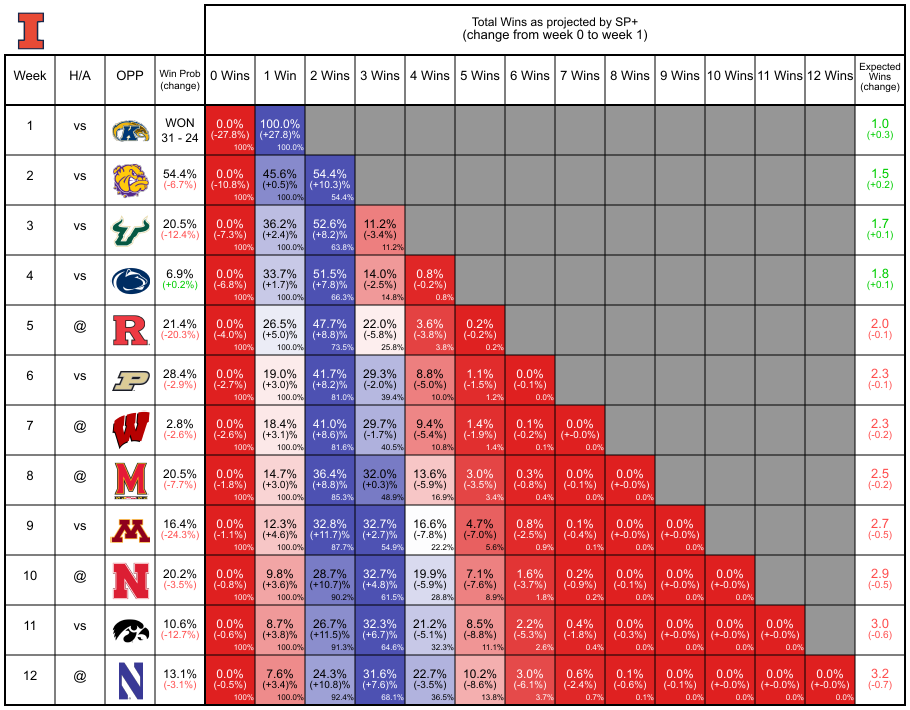 I
Total Wins as projected by SP+
(change from week 0 to week 1)
Week H/A OPP Win Prob (change) 0 Wins 1 Win 2 Wins 3 Wins 4 Wins 5 Wins 6 Wins 7 Wins 8 Wins 9 Wins 10 Wins 11 Wins 12 Wins Expected Wins (change)
1 vs K WON 0.0% 100.0% 1.0
31 - 24 (-27.8%) (+27.8)% (+0.3)
100% 100.0%
2 vs 54.4% 0.0% 45.6% 54.4% 1.5
(-6.7%) (-10.8%) (+0.5)% (+10.3)% (+0.2)
100% 100.0% 54.4%
3 vs 20.5% 0.0% 36.2% 52.6% 11.2% 1.7
(-12.4%) (-7.3%) (+2.4)% (+8.2)% (-3.4%) (+0.1)
100% 100.0% 63.8% 11.2%
4 vs 6.9% 0.0% 33.7% 51.5% 14.0% 0.8% 1.8
(+0.2%) (-6.8%) (+1.7)% (+7.8)% (-2.5%) (-0.2%) (+0.1)
100% 100.0% 66.3% 14.8% 0.8%
5 @ R 21.4% 0.0% 26.5% 47.7% 22.0% 3.6% 0.2% 2.0
(-20.3%) (-4.0%) (+5.0)% (+8.8)% (-5.8%) (-3.8%) (-0.2%) (-0.1)
100% 100.0% 73.5% 25.8% 3.8% 0.2%
6 vs P 28.4% 0.0% 19.0% 41.7% 29.3% 8.8% 1.1% 0.0% 2.3
(-2.9%) (-2.7%) (+3.0)% (+8.2)% (-2.0%) (-5.0%) (-1.5%) (-0.1%) (-0.1)
100% 100.0% 81.0% 39.4% 10.0% 1.2% 0.0%
7 @ W 2.8% 0.0% 18.4% 41.0% 29.7% 9.4% 1.4% 0.1% 0.0% 2.3
(-2.6%) (-2.6%) (+3.1)% (+8.6)% (-1.7%) (-5.4%) (-1.9%) (-0.2%) (+-0.0%) (-0.2)
100% 100.0% 81.6% 40.5% 10.8% 1.4% 0.1% 0.0%
8 @ M 20.5% 0.0% 14.7% 36.4% 32.0% 13.6% 3.0% 0.3% 0.0% 0.0% 2.5
(-7.7%) (-1.8%) (+3.0)% (+8.8)% (+0.3)% (-5.9%) (-3.5%) (-0.8%) (-0.1%) (+-0.0%) (-0.2)
100% 100.0% 85.3% 48.9% 16.9% 3.4% 0.4% 0.0% 0.0%
9 vs M 16.4% 0.0% 12.3% 32.8% 32.7% 16.6% 4.7% 0.8% 0.1% 0.0% 0.0% 2.7
(-24.3%) (-1.1%) (+4.6)% (+11.7)% (+2.7)% (-7.8%) (-7.0%) (-2.5%) (-0.4%) (+-0.0%) (+-0.0%) (-0.5)
100% 100.0% 87.7% 54.9% 22.2% 5.6% 0.9% 0.1% 0.0% 0.0%
10 @ N 20.2% 0.0% 9.8% 28.7% 32.7% 19.9% 7.1% 1.6% 0.2% 0.0% 0.0% 0.0% 2.9
(-3.5%) (-0.8%) (+3.6)% (+10.7)% (+4.8)% (-5.9%) (-7.6%) (-3.7%) (-0.9%) (-0.1%) (+-0.0%) (+-0.0%) (-0.5)
100% 100.0% 90.2% 61.5% 28.8% 8.9% 1.8% 0.2% 0.0% 0.0% 0.0%
11 vs 10.6% 0.0% 8.7% 26.7% 32.3% 21.2% 8.5% 2.2% 0.4% 0.0% 0.0% 0.0% 0.0% 3.0
(-12.7%) (-0.6%) (+3.8)% (+11.5)% (+6.7)% (-5.1%) (-8.8%) (-5.3%) (-1.8%) (-0.3%) (+-0.0%) (+-0.0%) (+-0.0%) (-0.6)
100% 100.0% 91.3% 64.6% 32.3% 11.1% 2.6% 0.4% 0.0% 0.0% 0.0% 0.0%
12 @ N 13.1% 0.0% 7.6% 24.3% 31.6% 22.7% 10.2% 3.0% 0.6% 0.1% 0.0% 0.0% 0.0% 0.0% 3.2
(-3.1%) (-0.5%) (+3.4)% (+10.8)% (+7.6)% (-3.5%) (-8.6%) (-6.1%) (-2.4%) (-0.6%) (-0.1%) (+-0.0%) (+-0.0%) (+-0.0%) (-0.7)
100% 100.0% 92.4% 68.1% 36.5% 13.8% 3.7% 0.7% 0.1% 0.0% 0.0% 0.0% 0.0%